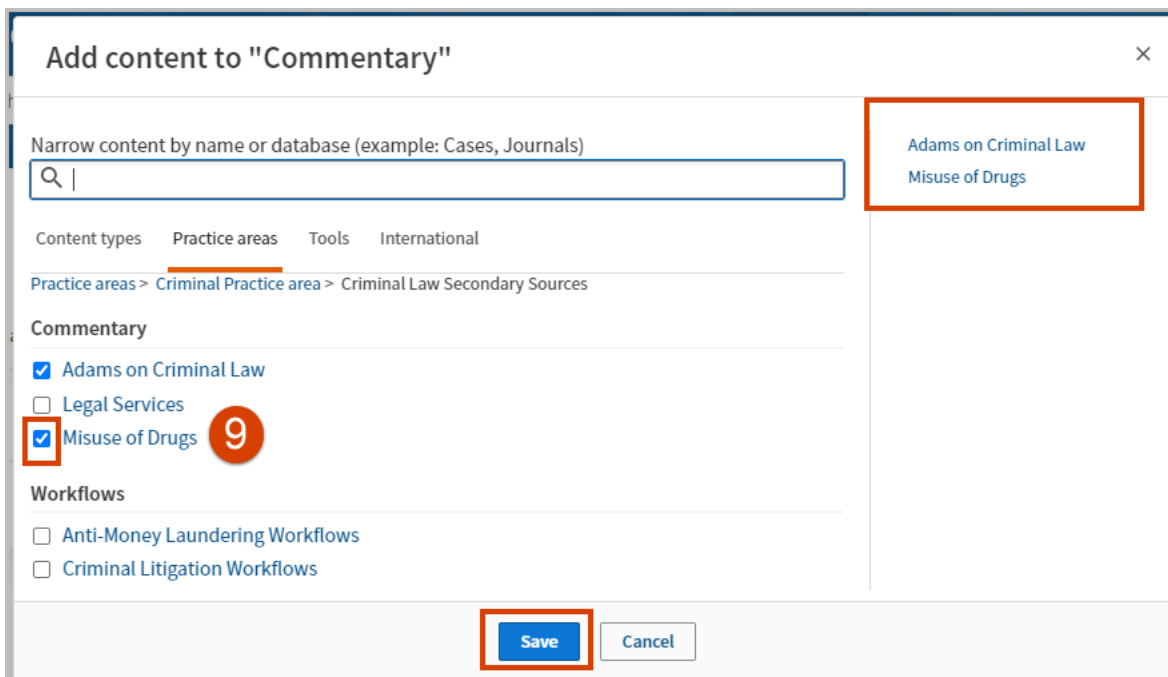 Add content to "Commentary"
×
Narrow content by name or database (example: Cases, Journals)
Content types Practice areas Tools International
Practice areas > Criminal Practice area > Criminal Law Secondary Sources
Commentary
Adams on Criminal Law
Legal Services
Misuse of Drugs 9
Workflows
Anti-Money Laundering Workflows
Criminal Litigation Workflows
Adams on Criminal Law
Misuse of Drugs
Save Cancel